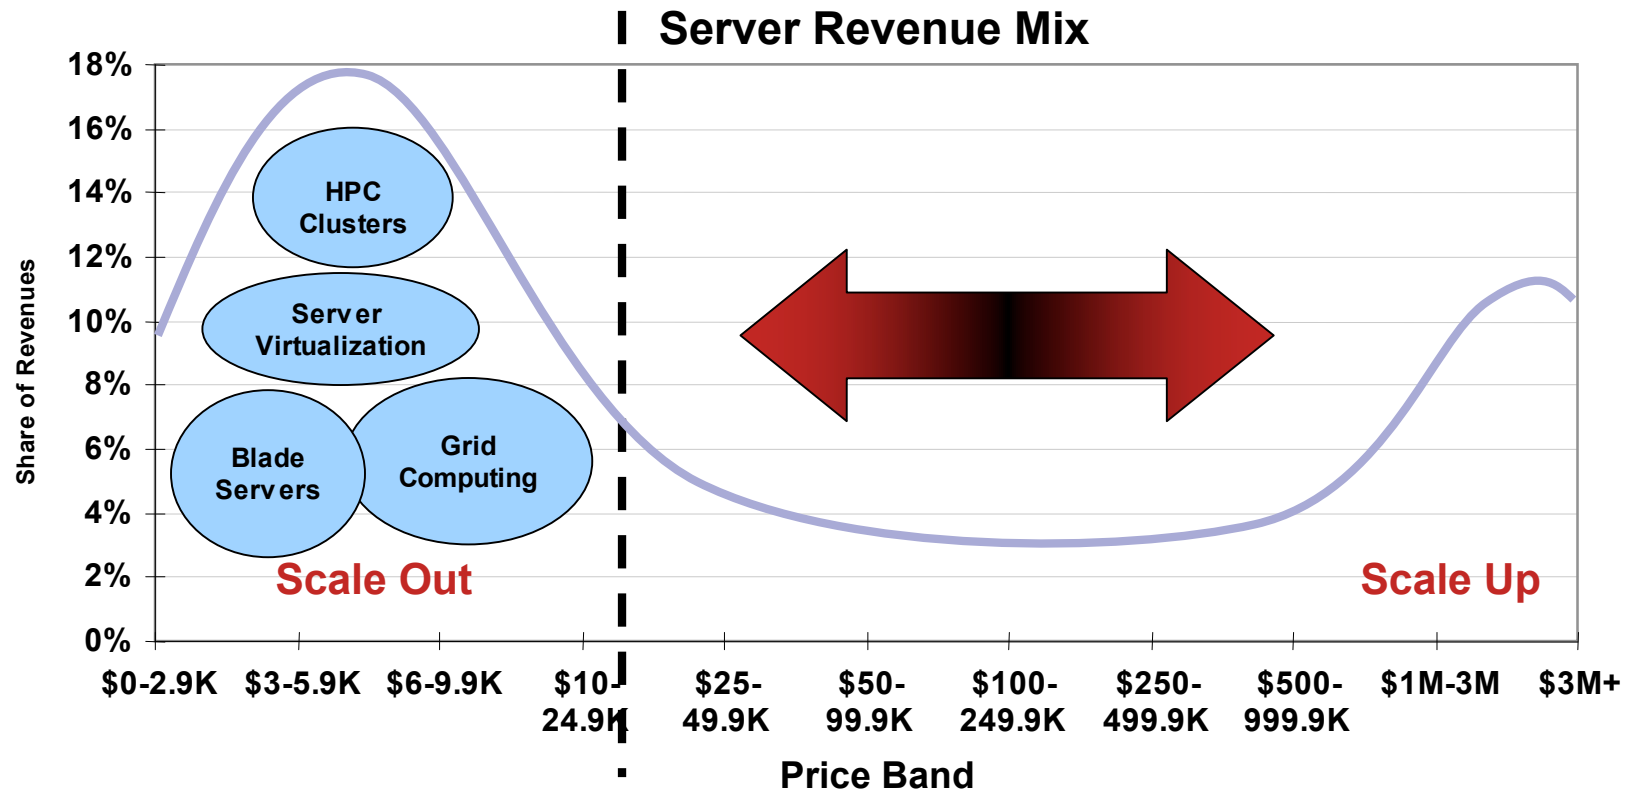 Server Revenue Mix
18%
16%
14%
12%
10%
8%
6%
4%
2%
0%
Share of Revenues
HPC
Clusters
Server
Virtualization
Blade
Servers
Grid
Computing
Scale Out
Scale Up
$0-2.9K
$3-5.9K
$6-9.9K
$10-
24.9K
$25-
49.9K
$50-
99.9K
$100-
249.9K
$250-
499.9K
$500-
999.9K
$1M-3M
$3M+
Price Band